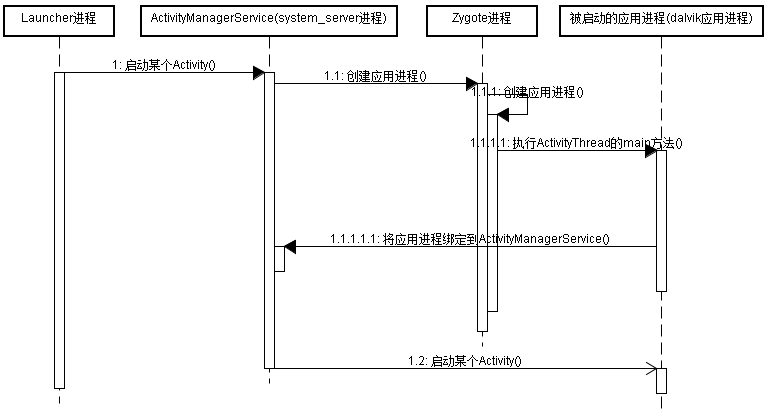 Launcher进程
ActivityManagerService(system_server进程)
Zygote进程
被启动的应用进程(dalvik应用进程)
1: 启动某个Activity()
1.1: 创建应用进程()
1.1.1: 创建应用进程()
1.1.1.1: 执行ActivityThread的main方法()
1.1.1.1.1: 将应用进程绑定到ActivityManagerService()
1.2: 启动某个Activity()